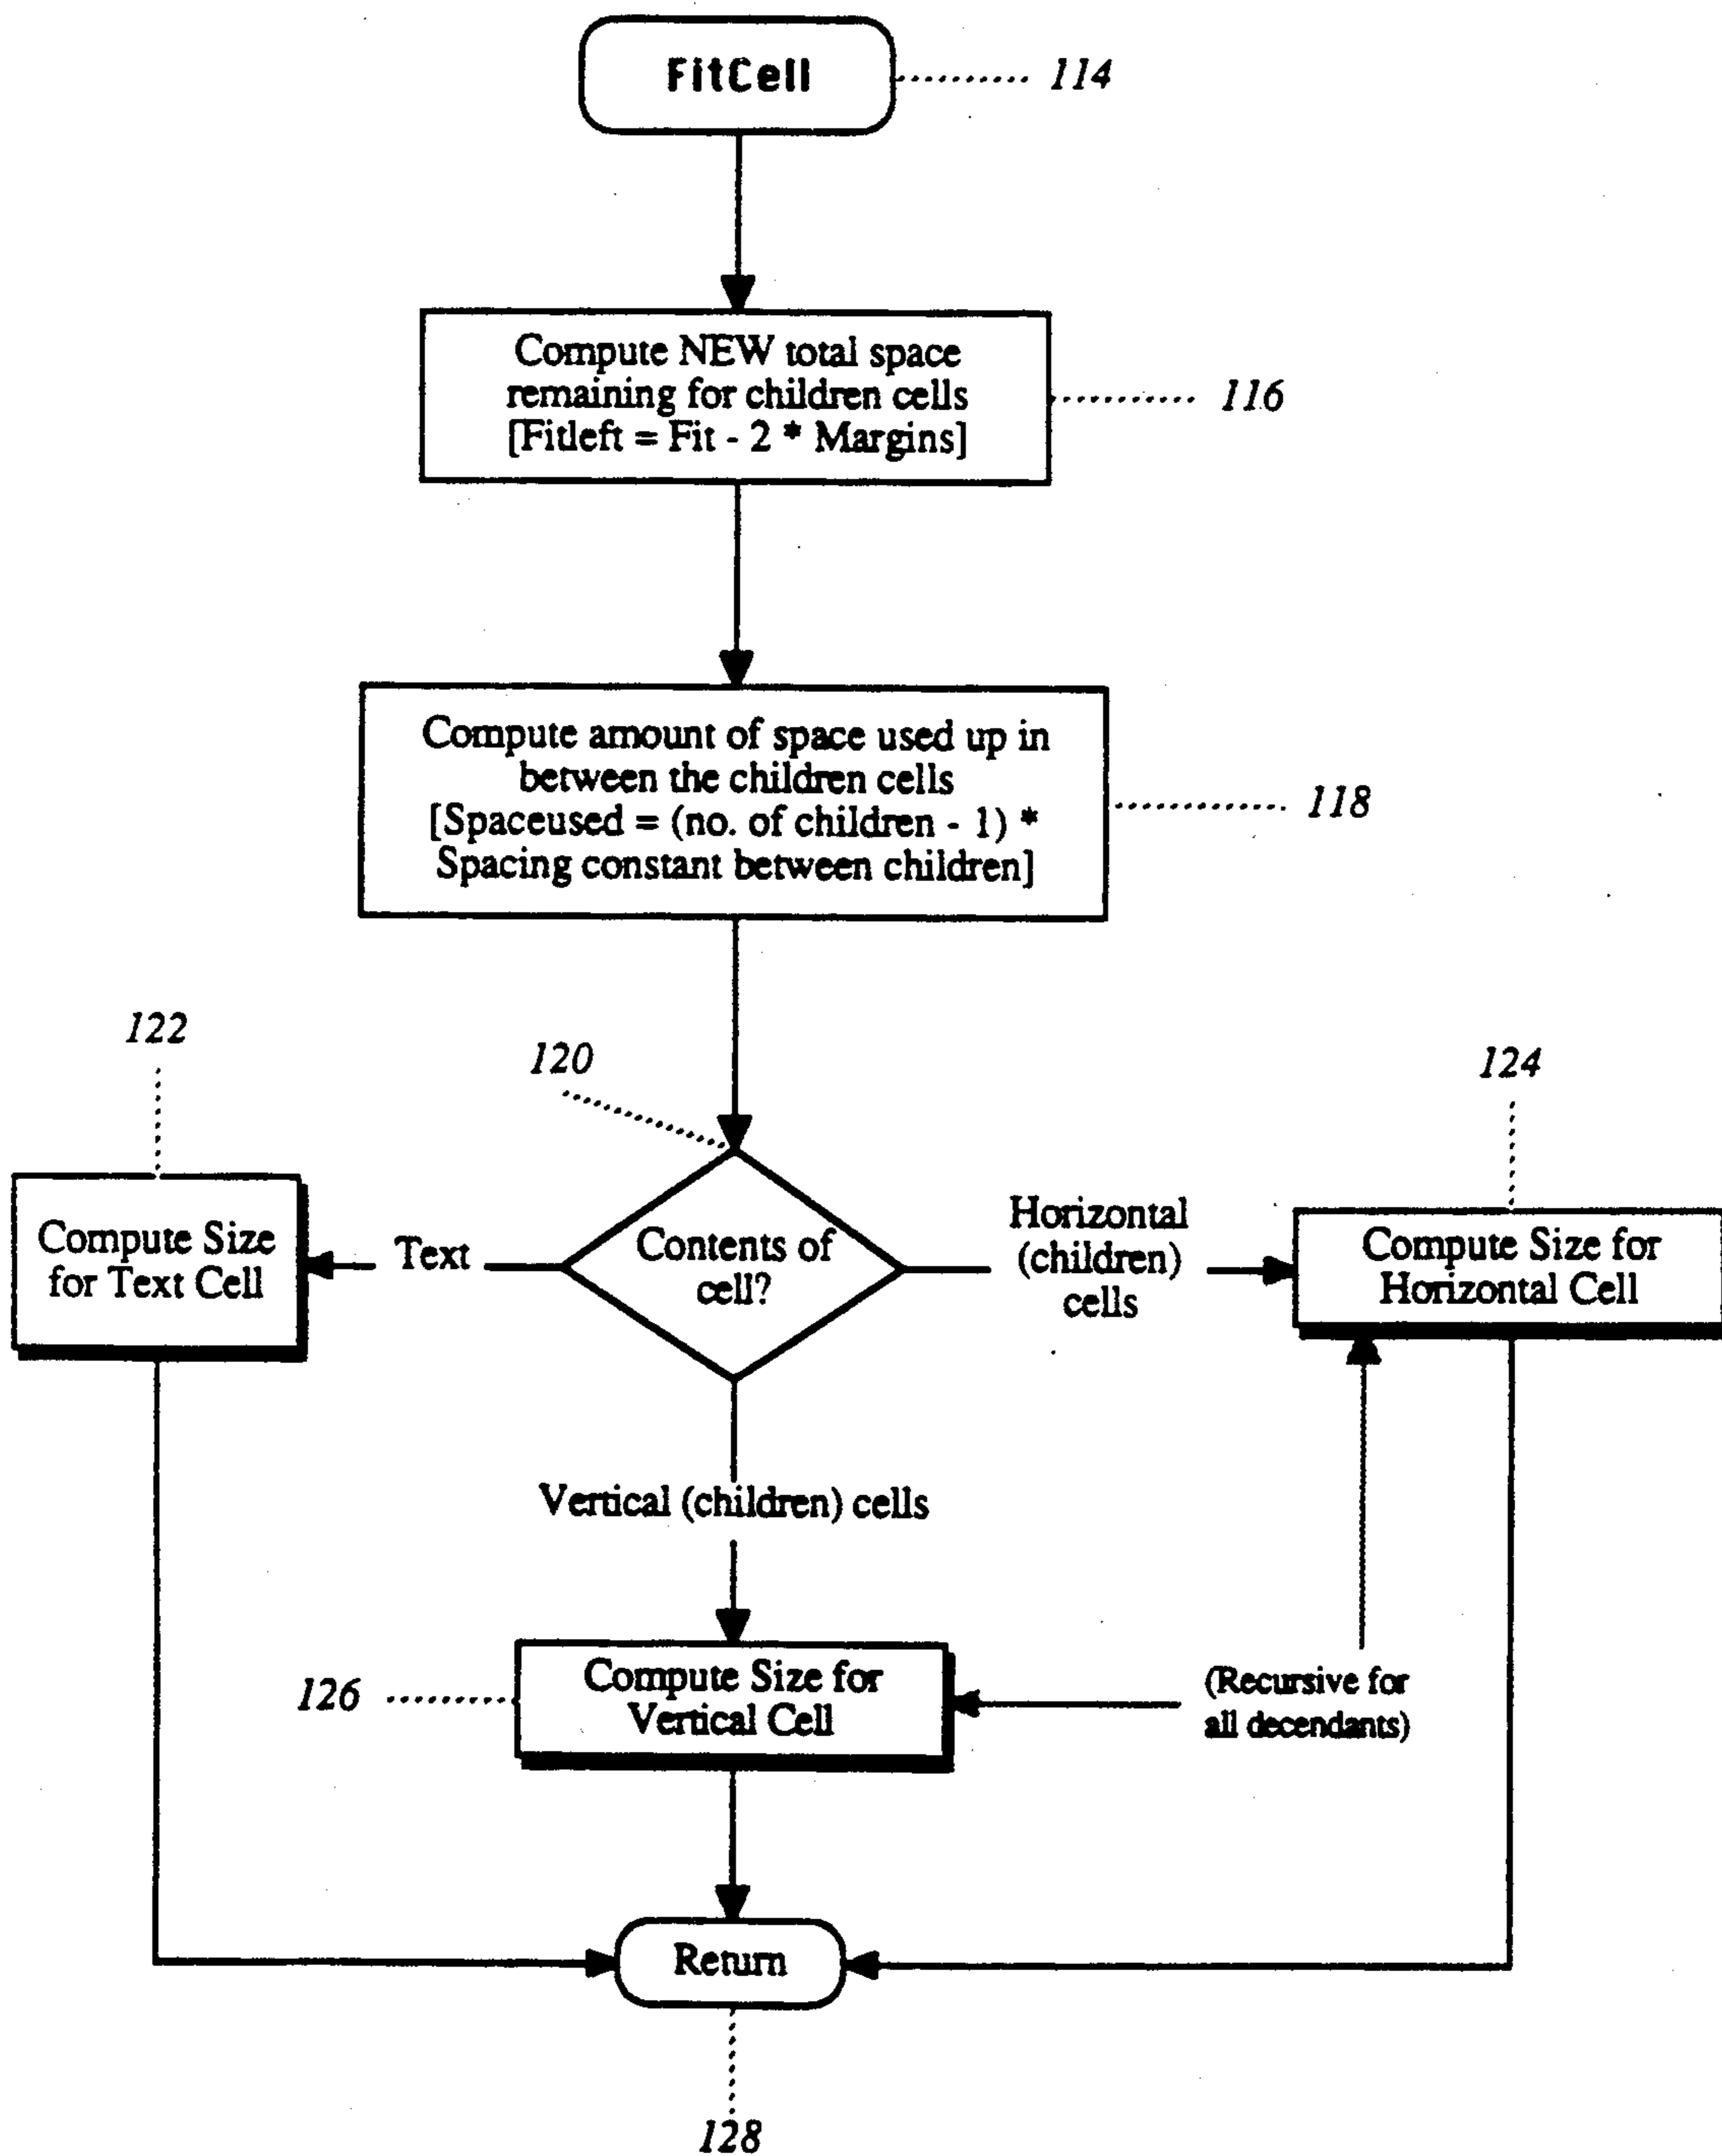 FitCell
114
Compute NEW total space
remaining for children cells
[Fitleft = Fit - 2 * Margins]
116
Compute amount of space used up in
between the children cells
[Spaceused = (no. of children - 1) *
Spacing constant between children]
118
122
120
124
Compute Size
for Text Cell
Text
Contents of
cell?
Horizontal
(children)
cells
Compute Size for
Horizontal Cell
Vertical (children) cells
126
Compute Size for
Vertical Cell
(Recursive for
all decendants)
Return
128